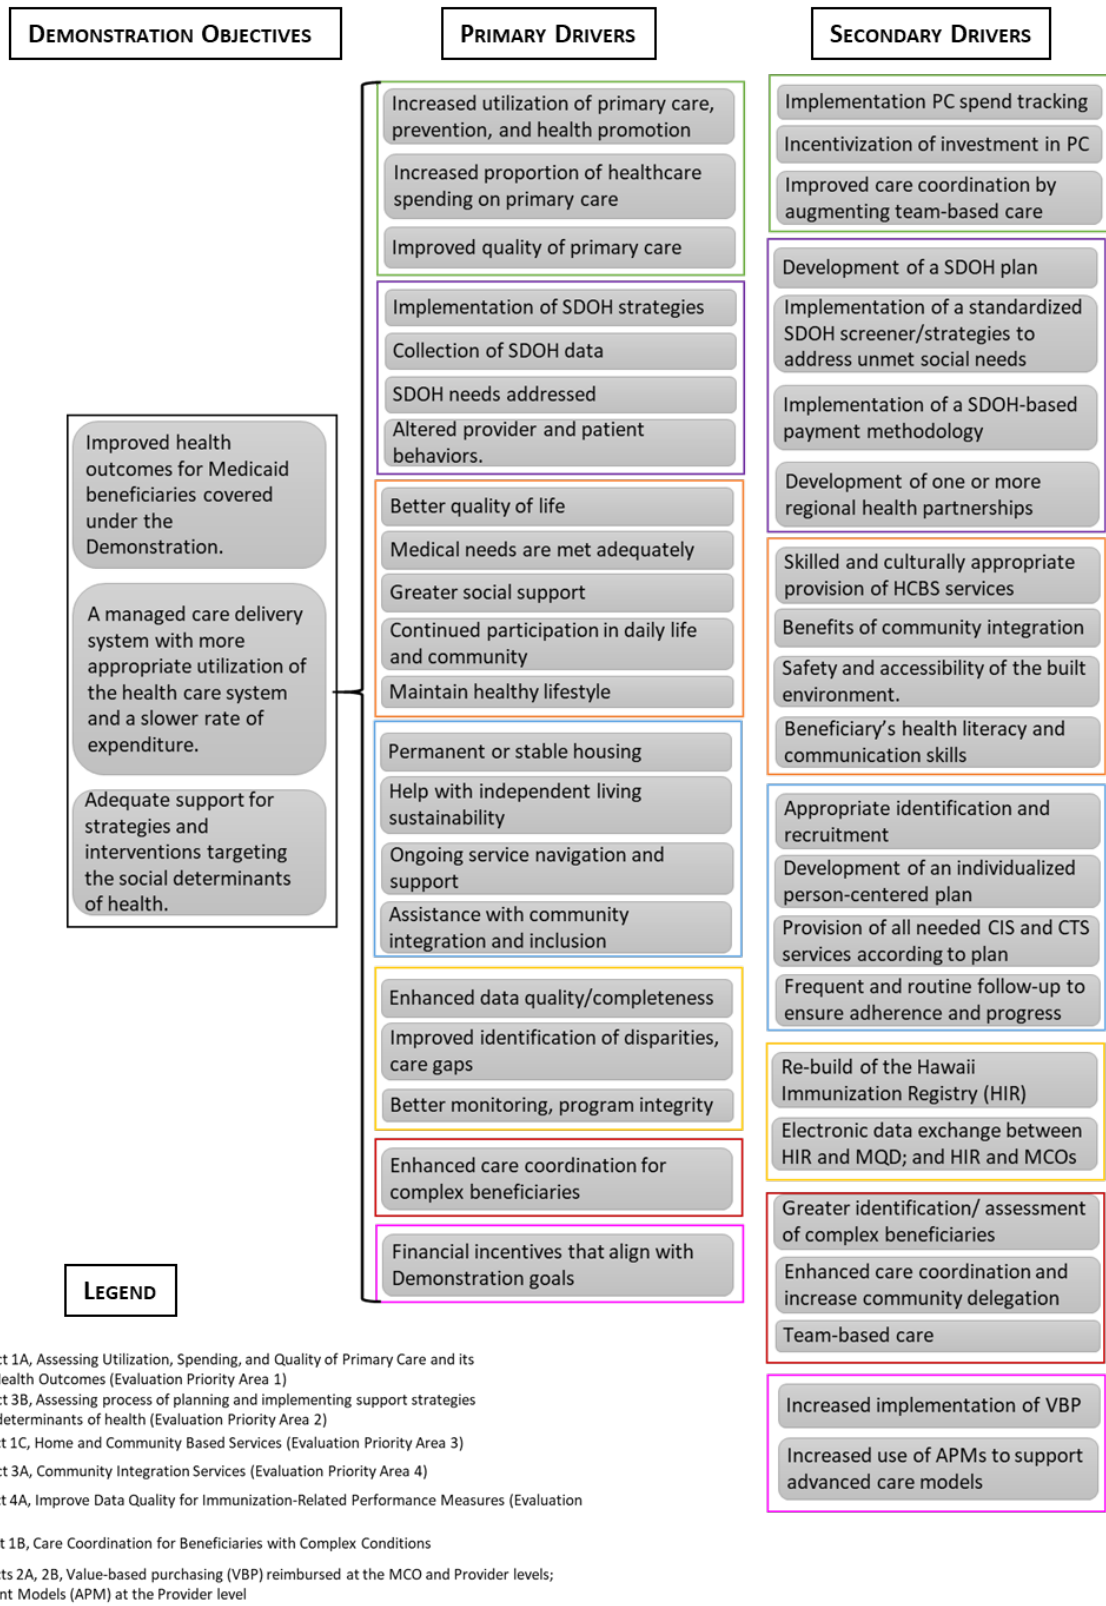 DEMONSTRATION OBJECTIVES
PRIMARY DRIVERS
SECONDARY DRIVERS
Improved health
outcomes for Medicaid
beneficiaries covered
under the
Demonstration.
A managed care delivery
system with more
appropriate utilization of
the health care system
and a slower rate of
expenditure.
Adequate support for
strategies and
interventions targeting
the social determinants
of health.
Increased utilization of primary care,
prevention, and health promotion
Increased proportion of healthcare
spending on primary care
Improved quality of primary care
Implementation of SDOH strategies
Collection of SDOH data
SDOH needs addressed
Altered provider and patient
behaviors.
Better quality of life
Medical needs are met adequately
Greater social support
Continued participation in daily life
and community
Maintain healthy lifestyle
Permanent or stable housing
Help with independent living
sustainability
Ongoing service navigation and
support
Assistance with community
integration and inclusion
Enhanced data quality/completeness
Improved identification of disparities,
care gaps
Better monitoring, program integrity
Enhanced care coordination for
complex beneficiaries
Financial incentives that align with
Demonstration goals
Implementation PC spend tracking
Incentivization of investment in PC
Improved care coordination by
augmenting team-based care
Development of a SDOH plan
Implementation of a standardized
SDOH screener/strategies to
address unmet social needs
Implementation of a SDOH-based
payment methodology
Development of one or more
regional health partnerships
Skilled and culturally appropriate
provision of HCBS services
Benefits of community integration
Safety and accessibility of the built
environment.
Beneficiary's health literacy and
communication skills
Appropriate identification and
recruitment
Development of an individualized
person-centered plan
Provision of all needed CIS and CTS
services according to plan
Frequent and routine follow-up to
ensure adherence and progress
Re-build of the Hawaii
Immunization Registry (HIR)
Electronic data exchange between
HIR and MQD; and HIR and MCOs
Greater identification/ assessment
of complex beneficiaries
Enhanced care coordination and
increase community delegation
Team-based care
Increased implementation of VBP
Increased use of APMs to support
advanced care models
LEGEND
ct 1A, Assessing Utilization, Spending, and Quality of Primary Care and its
Health Outcomes (Evaluation Priority Area 1)
ct 3B, Assessing process of planning and implementing support strategies
determinants of health (Evaluation Priority Area 2)
ct 1C, Home and Community Based Services (Evaluation Priority Area 3)
ct 3A, Community Integration Services (Evaluation Priority Area 4)
ct 4A, Improve Data Quality for Immunization-Related Performance Measures (Evaluation
t 1B, Care Coordination for Beneficiaries with Complex Conditions
cts 2A, 2B, Value-based purchasing (VBP) reimbursed at the MCO and Provider levels;
nt Models (APM) at the Provider level